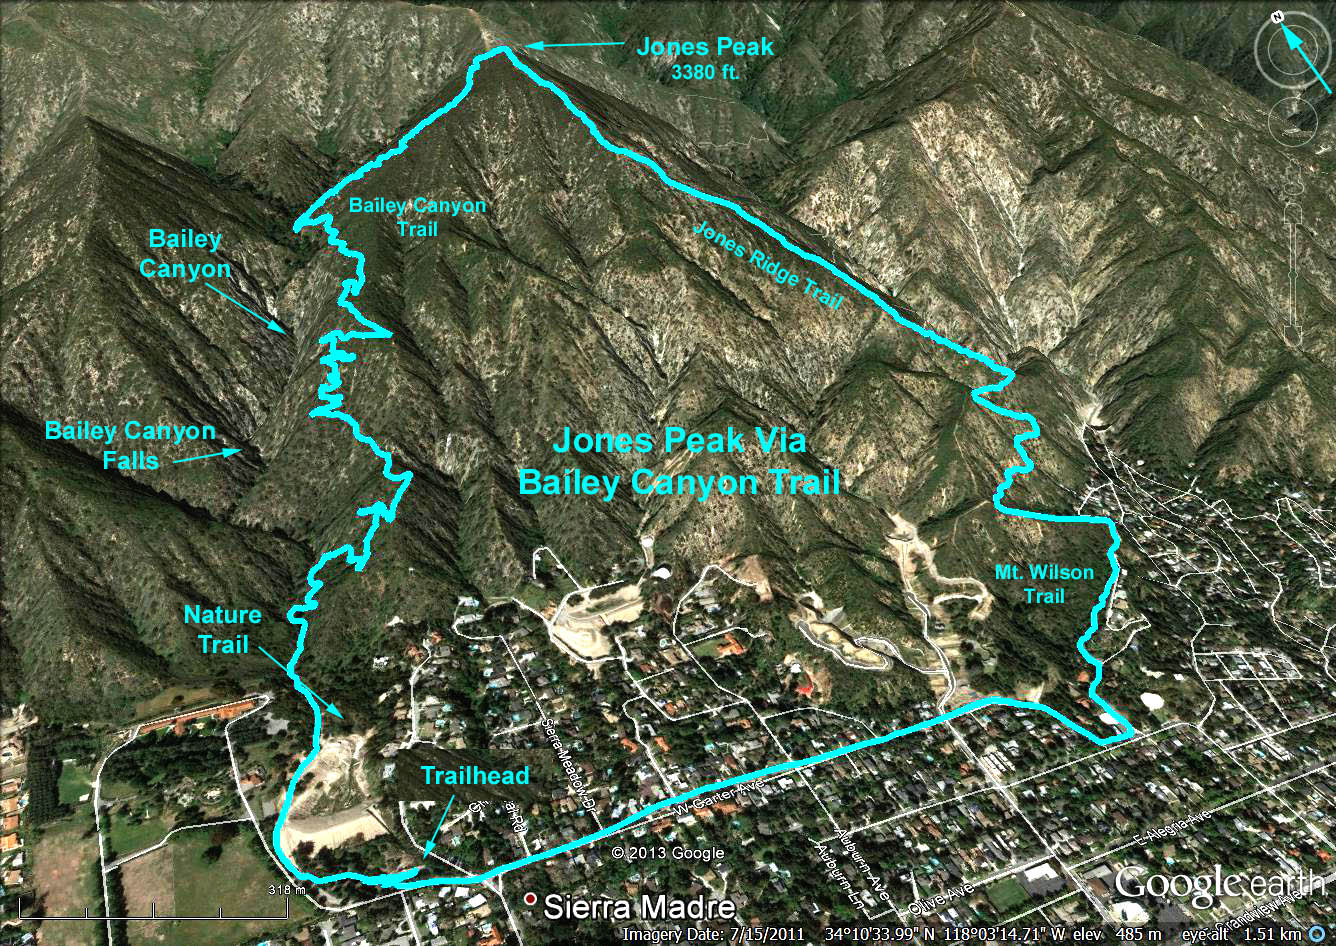 N
Jones Peak
3380 ft.
Bailey Canyon
Trail
Bailey
Canyon
Jones Ridge Trail
Bailey Canyon
Falls
Jones Peak Via
Bailey Canyon Trail
Mt. Wilson
Trail
Nature
Trail
Sierra Meadow Dr
Trailhead
W Carter Ave
Auburn Ave
Auburn Ln
E Alegria Ave
© 2013 Google
318 m
Olive Ave
Google earth
Sierra Madre
Grandview Ave
Imagery Date: 7/15/2011 34°10'33.99" N 118°03'14.71" W elev 485 m eye alt 1.51 km